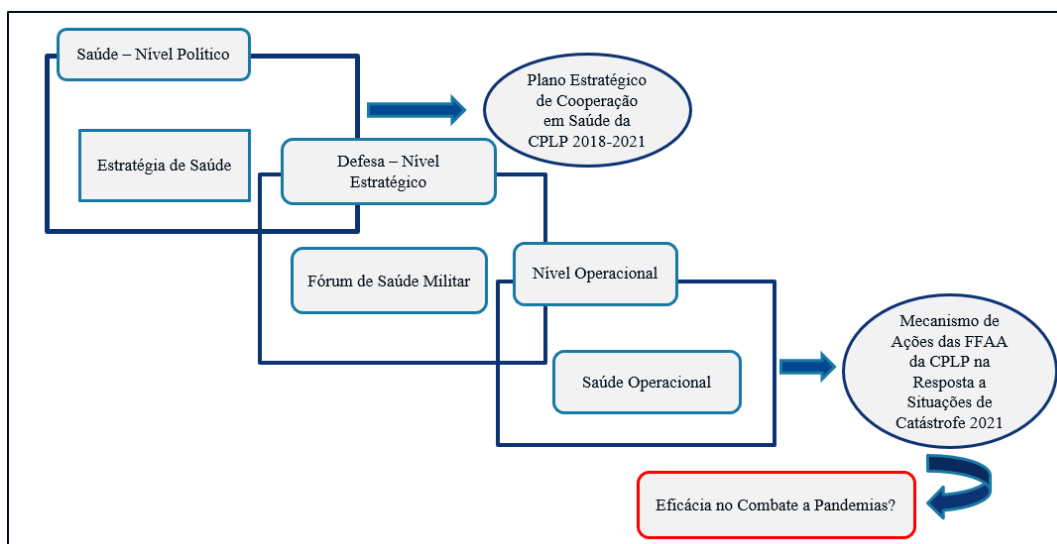 Saúde – Nível Político
Plano Estratégico
de Cooperação
em Saúde da
CPLP 2018-2021
Estratégia de Saúde
Defesa – Nível
Estratégico
Fórum de Saúde Militar
Nível Operacional
Saúde Operacional
Mecanismo de
Ações das FFAA
da CPLP na
Resposta a
Situações de
Catástrofe 2021
Eficácia no Combate a Pandemias?